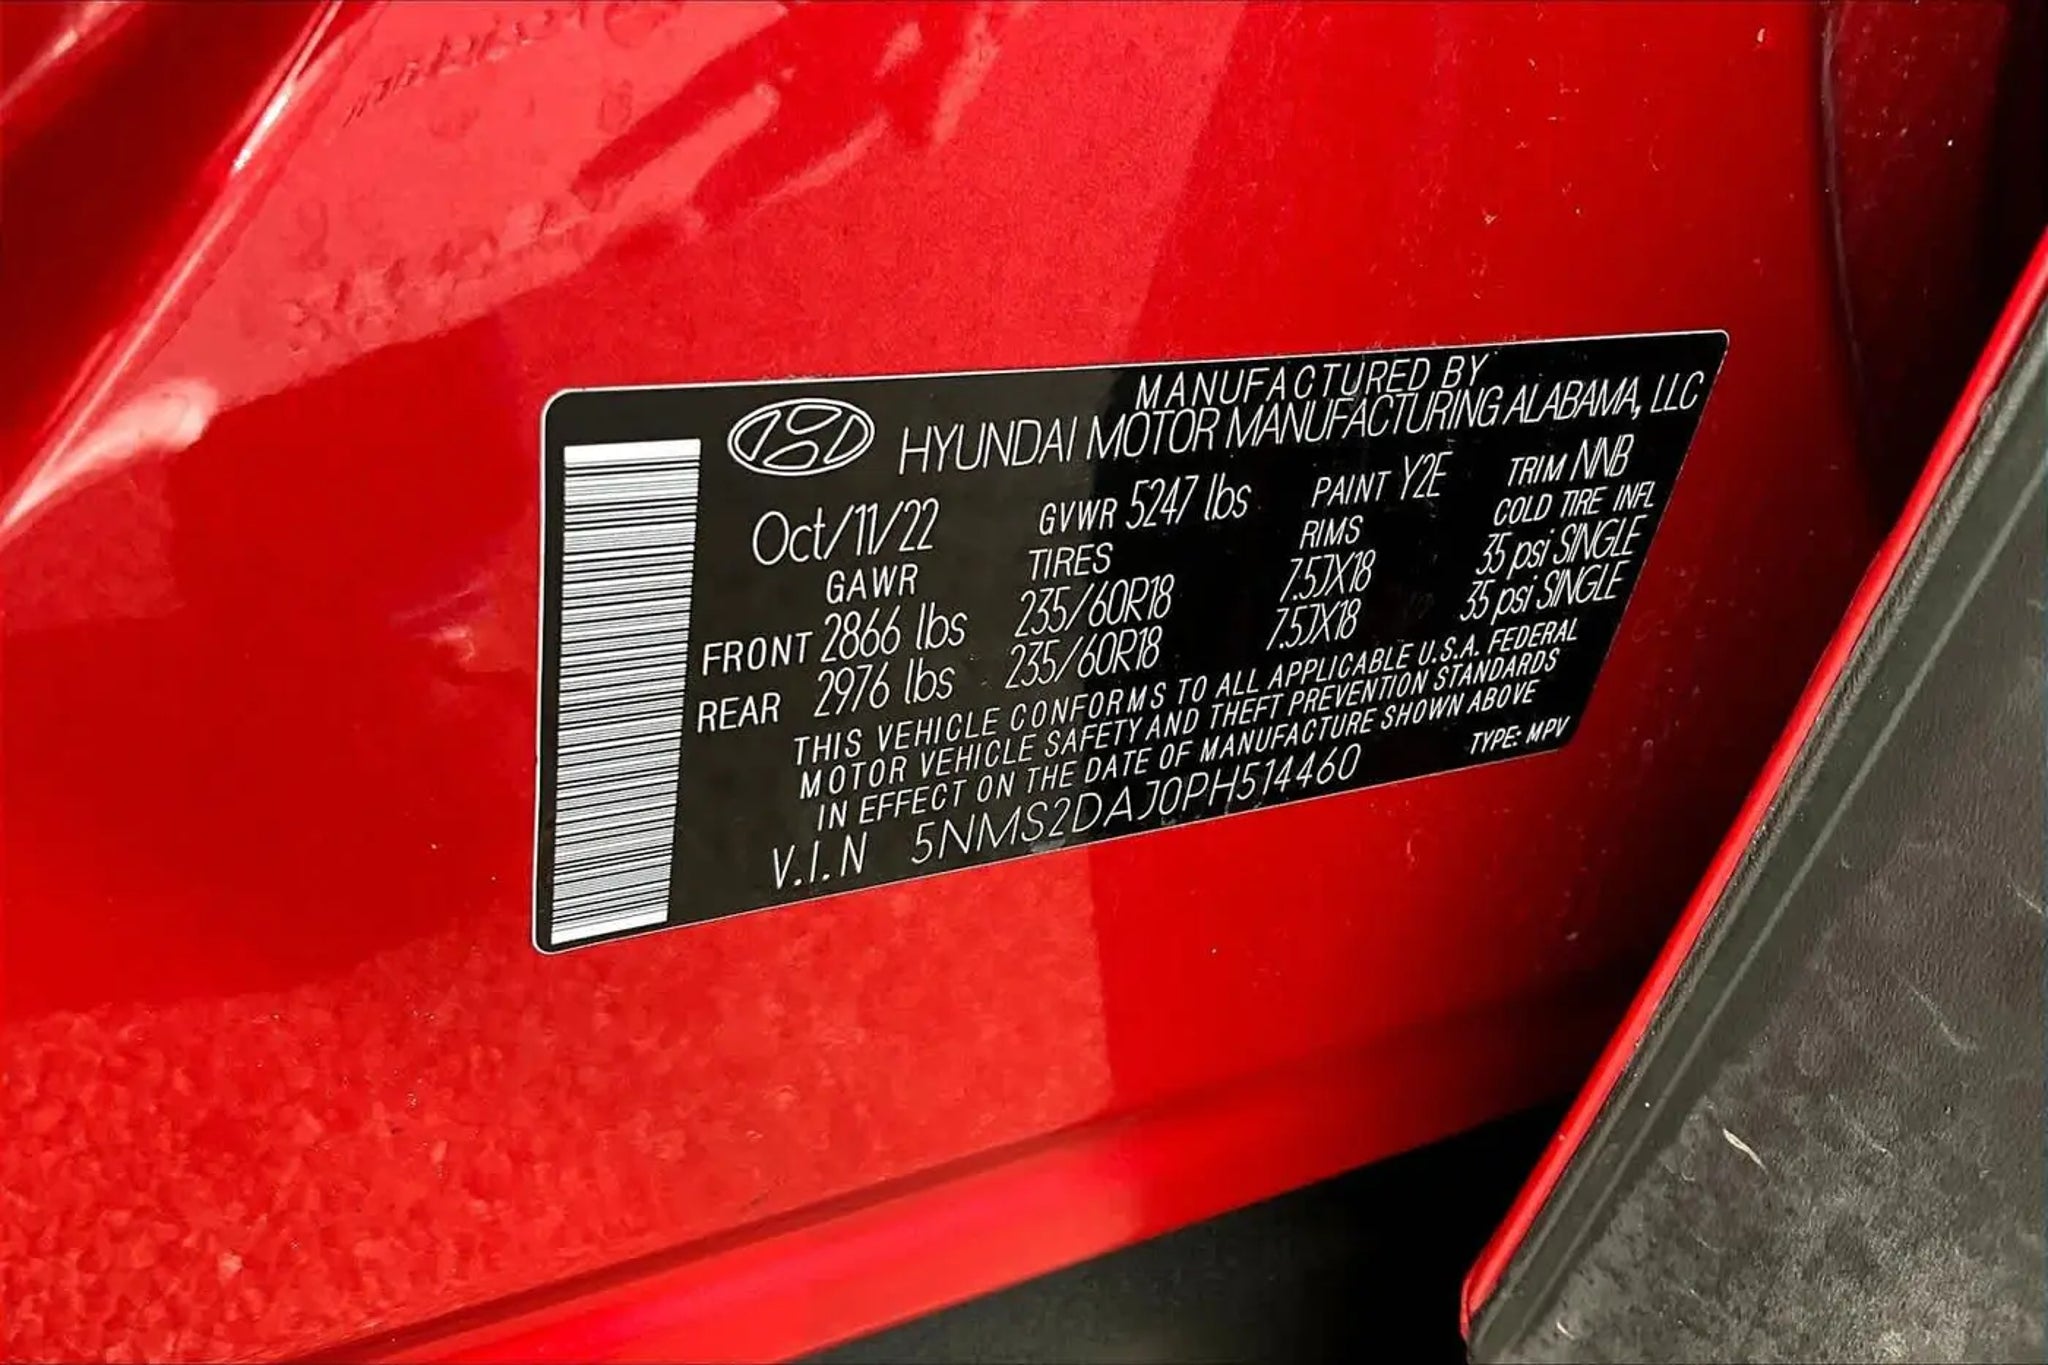 MANUFACTURED BY
HYUNDAI MOTOR MANUFACTURING ALABAMA, LLC
Oct/11/22 GVWR 5247 lbs PAINT Y2E TRIM NNB
GAWR TIRES RIMS COLD TIRE INFL
FRONT 2866 lbs 235/60R18 7.5JX18 35 psi SINGLE
REAR 2976 lbs 235/60R18 7.5JX18 35 psi SINGLE
THIS VEHICLE CONFORMS TO ALL APPLICABLE U.S.A. FEDERAL
MOTOR VEHICLE SAFETY AND THEFT PREVENTION STANDARDS
IN EFFECT ON THE DATE OF MANUFACTURE SHOWN ABOVE
V.I.N 5NMS2DAJ0PH514460 TYPE: MPV